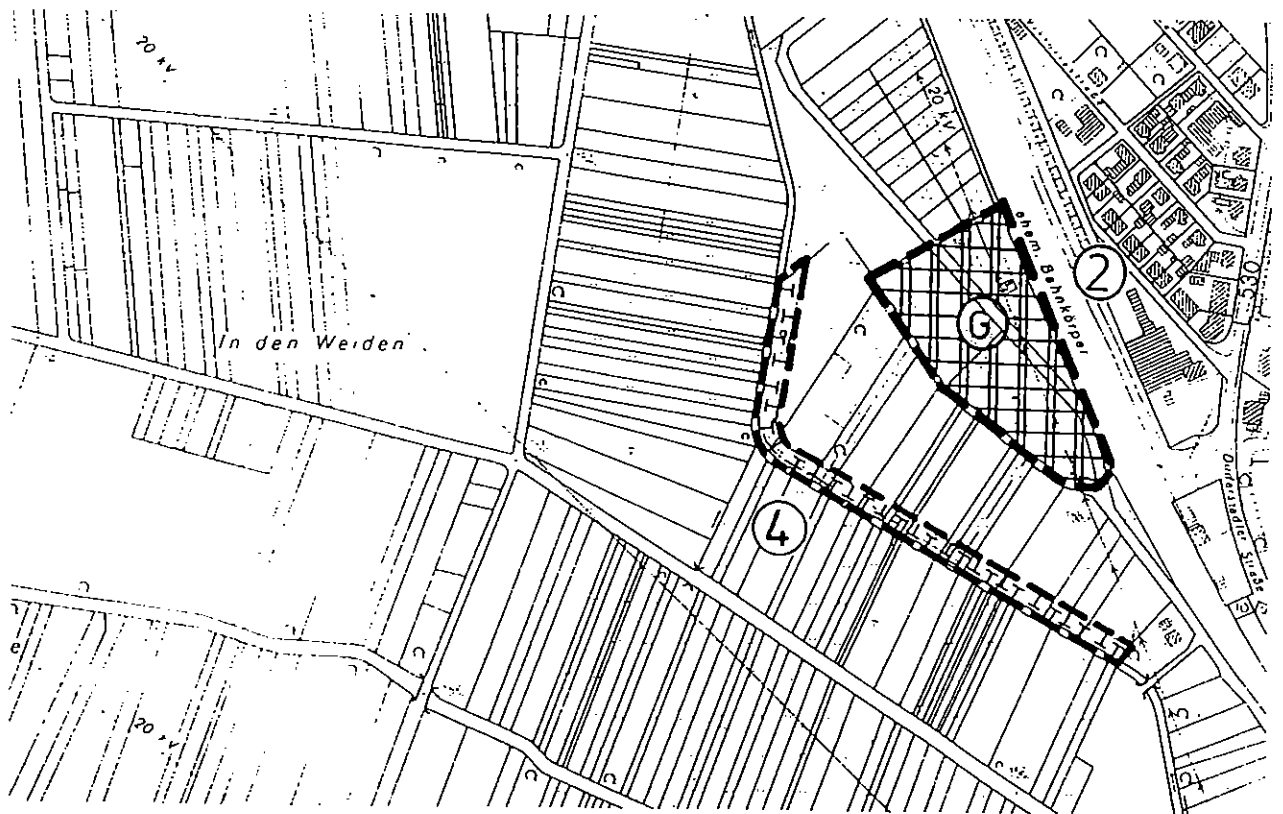 20 kV
20 kV
ehem. Bahnkörper
2
530
G
In den Weiden
4
Duderstädter Straße
e
20 kV